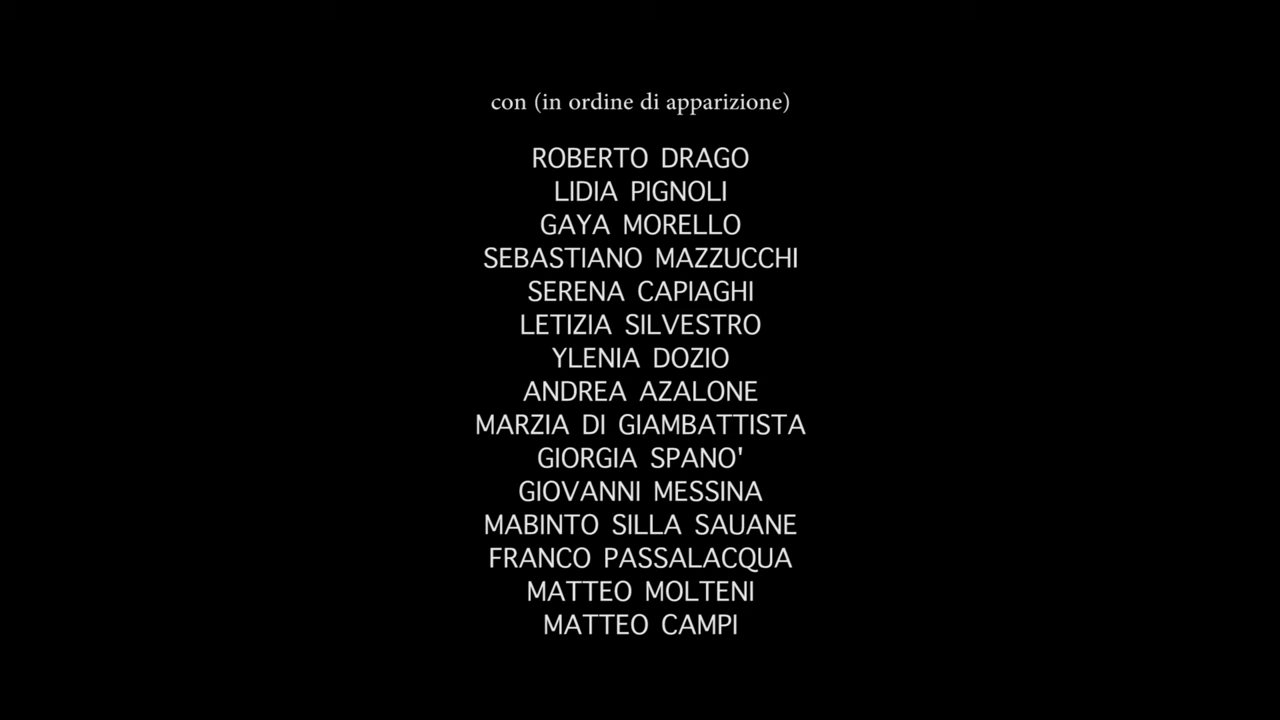 con (in ordine di apparizione)
ROBERTO DRAGO
LIDIA PIGNOLI
GAYA MORELLO
SEBASTIANO MAZZUCCHI
SERENA CAPIAGHI
LETIZIA SILVESTRO
YLENIA DOZIO
ANDREA AZALONE
MARZIA DI GIAMBATTISTA
GIORGIA SPANO'
GIOVANNI MESSINA
MABINTO SILLA SAUANE
FRANCO PASSALACQUA
MATTEO MOLTENI
MATTEO CAMPI